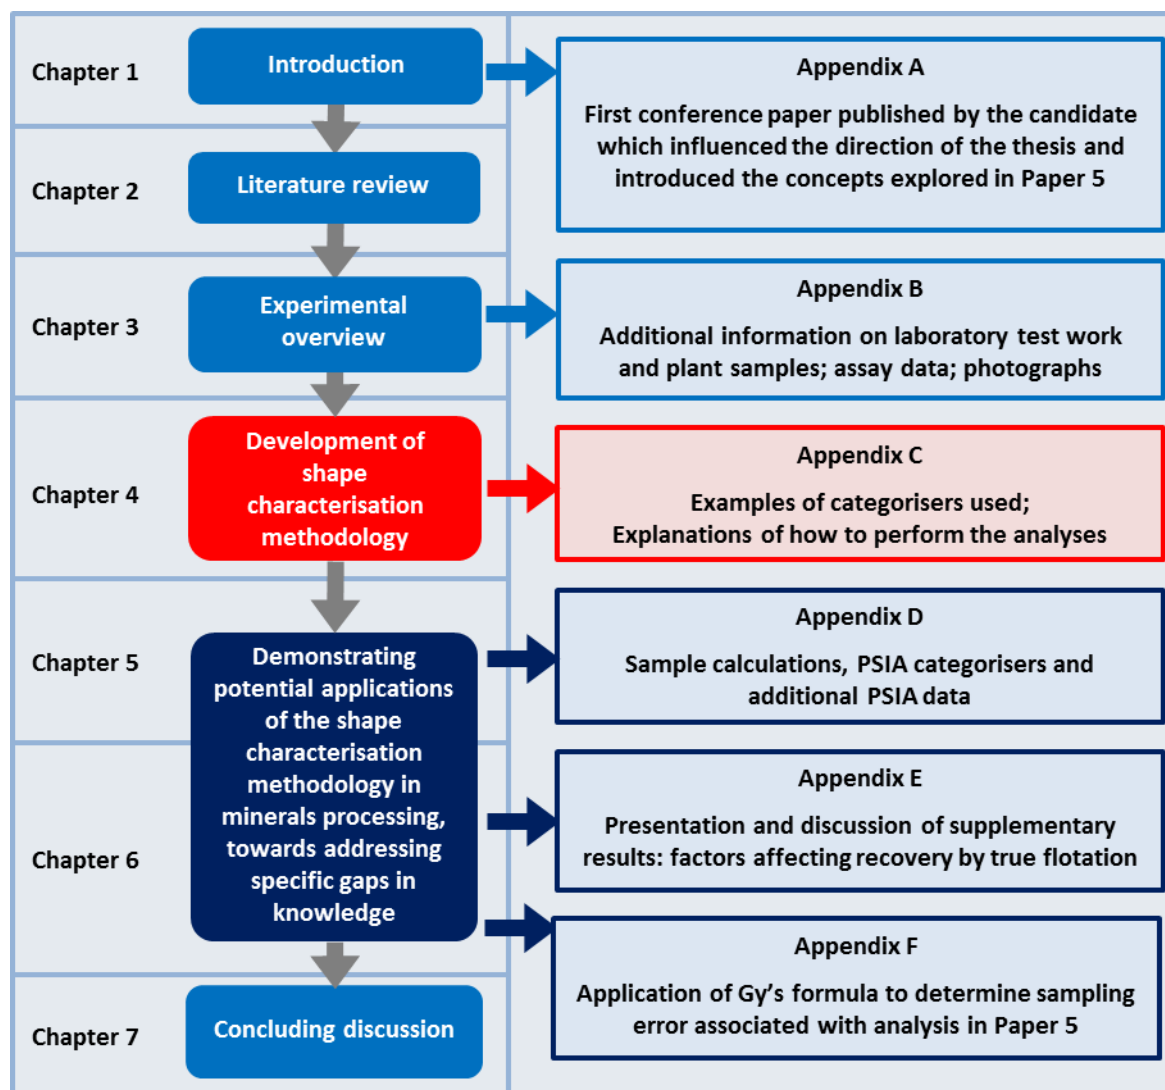 Chapter 1
Introduction
Appendix A
First conference paper published by the candidate
which influenced the direction of the thesis and
introduced the concepts explored in Paper 5
Chapter 2
Literature review
Chapter 3
Experimental
overview
Appendix B
Additional information on laboratory test work
and plant samples; assay data; photographs
Chapter 4
Development of
shape
characterisation
methodology
Appendix C
Examples of categorisers used;
Explanations of how to perform the analyses
Chapter 5
Demonstrating
potential applications
of the shape
characterisation
methodology in
minerals processing,
towards addressing
specific gaps in
knowledge
Appendix D
Sample calculations, PSIA categorisers and
additional PSIA data
Chapter 6
Appendix E
Presentation and discussion of supplementary
results: factors affecting recovery by true flotation
Appendix F
Application of Gy's formula to determine sampling
error associated with analysis in Paper 5
Chapter 7
Concluding discussion